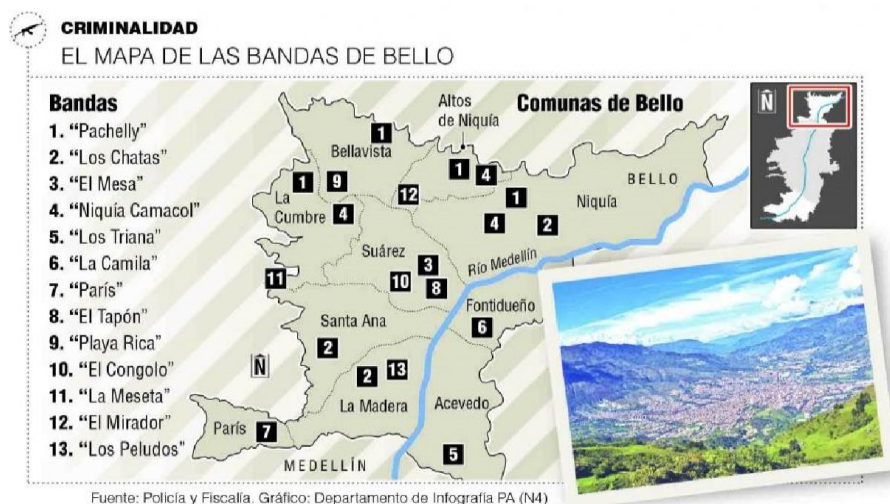 CRIMINALIDAD
EL MAPA DE LAS BANDAS DE BELLO
Bandas
1. “Pachelly”
2. “Los Chatas”
3. “El Mesa”
4. “Niquía Camacol”
5. “Los Triana”
6. “La Camila”
7. “París”
8. “El Tapón”
9. “Playa Rica”
10. “El Congolo”
11. “La Meseta”
12. “El Mirador”
13. “Los Peludos”
Comunas de Bello
Altos
de Niquía
1
Bellavista
1
4
BELLO
1
9
12
1
Niquía
La
Cumbre
4
4
2
Suárez
3
Río Medellín
11
10
8
Fontidueño
6
Santa Ana
2
2
13
La Madera
Acevedo
París
7
5
MEDELLÍN
N
N
Fuente: Policía y Fiscalía. Gráfico: Departamento de Infografía PA (N4)